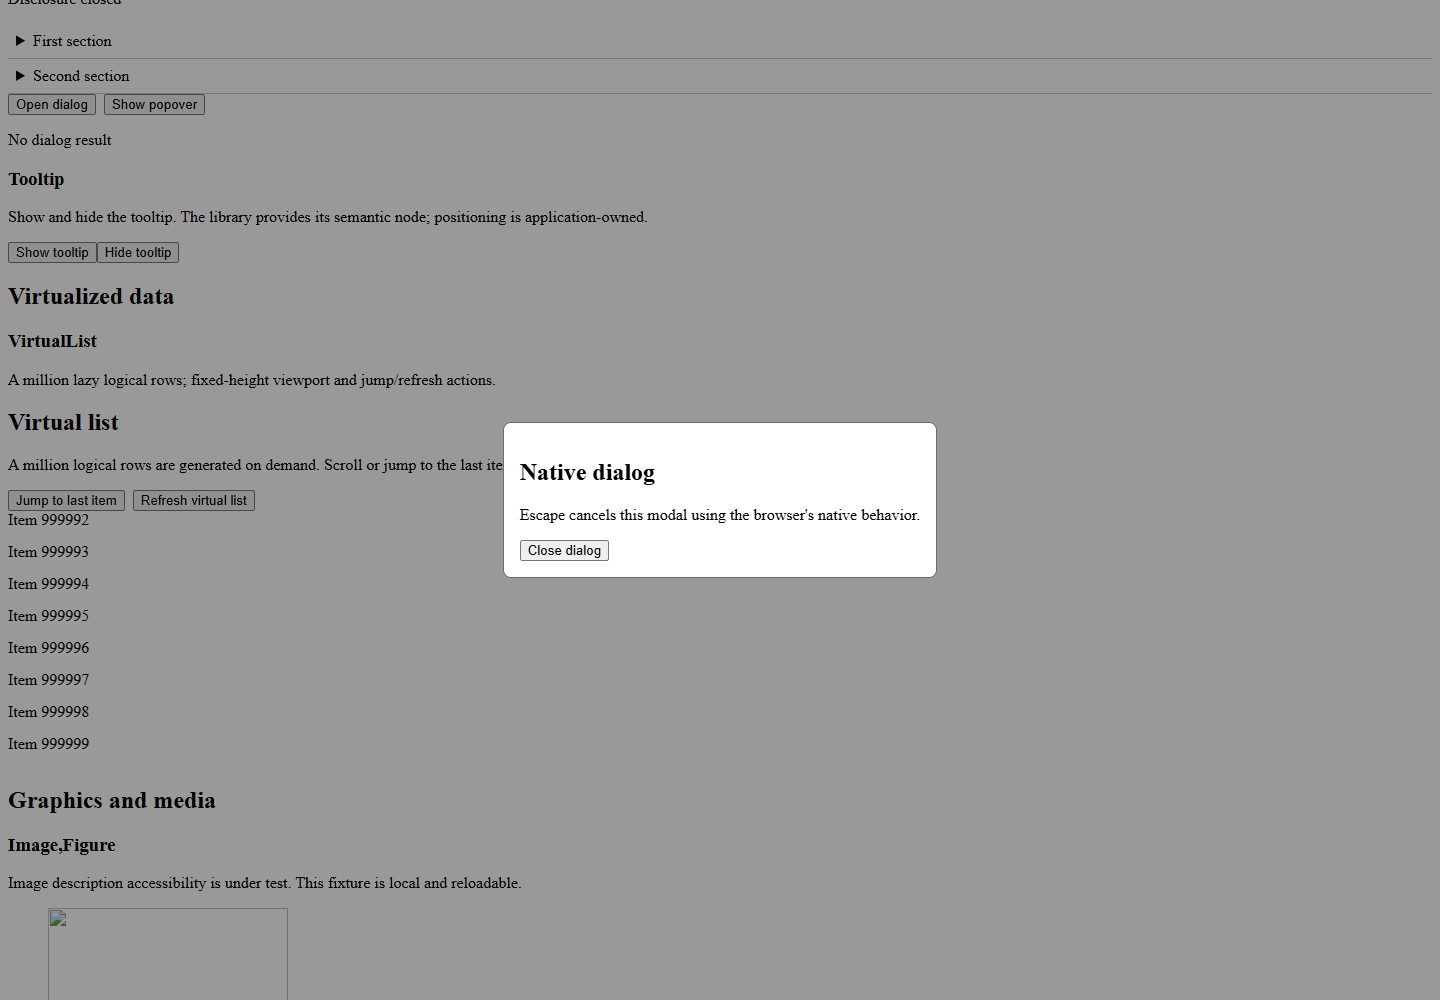 Disclosure closed
First section
Second section
Open dialog Show popover
No dialog result
Tooltip
Show and hide the tooltip. The library provides its semantic node; positioning is application-owned.
Show tooltip Hide tooltip
Virtualized data
VirtualList
A million lazy logical rows; fixed-height viewport and jump/refresh actions.
Virtual list
A million logical rows are generated on demand. Scroll or jump to the last
Jump to last item Refresh virtual list
Item 999992
Item 999993
Item 999994
Item 999995
Item 999996
Item 999997
Item 999998
Item 999999
Native dialog
Escape cancels this modal using the browser's native behavior.
Close dialog
Graphics and media
Image,Figure
Image description accessibility is under test. This fixture is local and reloadable.